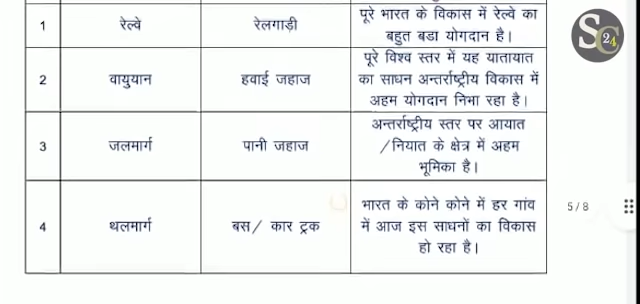 1 रेल्वे रेलगाड़ी पूरे भारत के विकास में रेल्वे का
बहुत बडा योगदान है।
2 वायुयान हवाई जहाज पूरे विश्व स्तर में यह यातायात
का साधन अन्तर्राष्ट्रीय विकास में
अहम योगदान निभा रहा है।
3 जलमार्ग पानी जहाज अन्तर्राष्ट्रीय स्तर पर आयात
/नियात के क्षेत्र में अहम
भूमिका है।
4 थलमार्ग बस/ कार ट्रक भारत के कोने कोने में हर गांव
में आज इस साधनों का विकास
हो रहा है।
5/8
SC 24